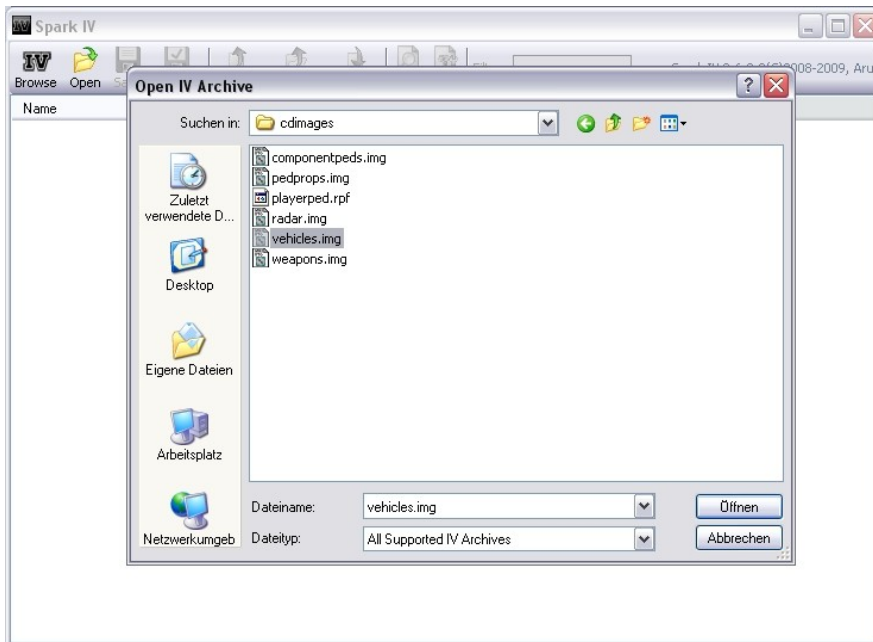 Spark IV
IV
Browse Open
2008-2009, Aru
Name
Open IV Archive
Suchen in: cdimages
Zuletzt
verwendete D...
Desktop
Eigene Dateien
Arbeitsplatz
Netzwerkumgeb
componentpeds.img
pedprops.img
playerped.rpf
radar.img
vehicles.img
weapons.img
Dateiname: vehicles.img Öffnen
Dateityp: All Supported IV Archives Abbrechen